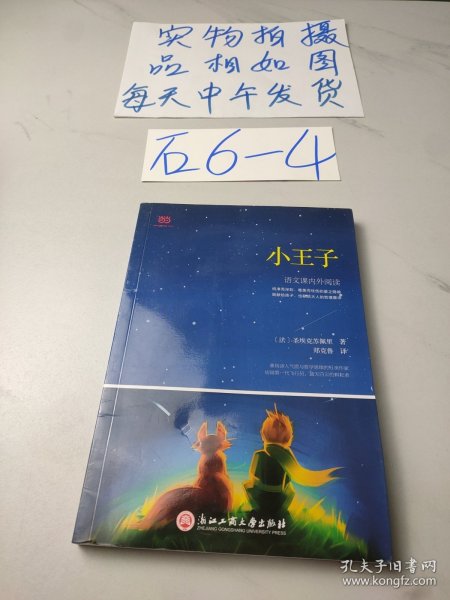 实物拍摄
品相如图
每天中午发货
石6-4
小王子
语文课内外阅读
[法]圣埃克苏佩里 著
郑克鲁 译
浙江工商大学出版社
ZHEJIANG GONGSHANG UNIVERSITY PRESS
孔夫子旧书网
www.kongfz.com